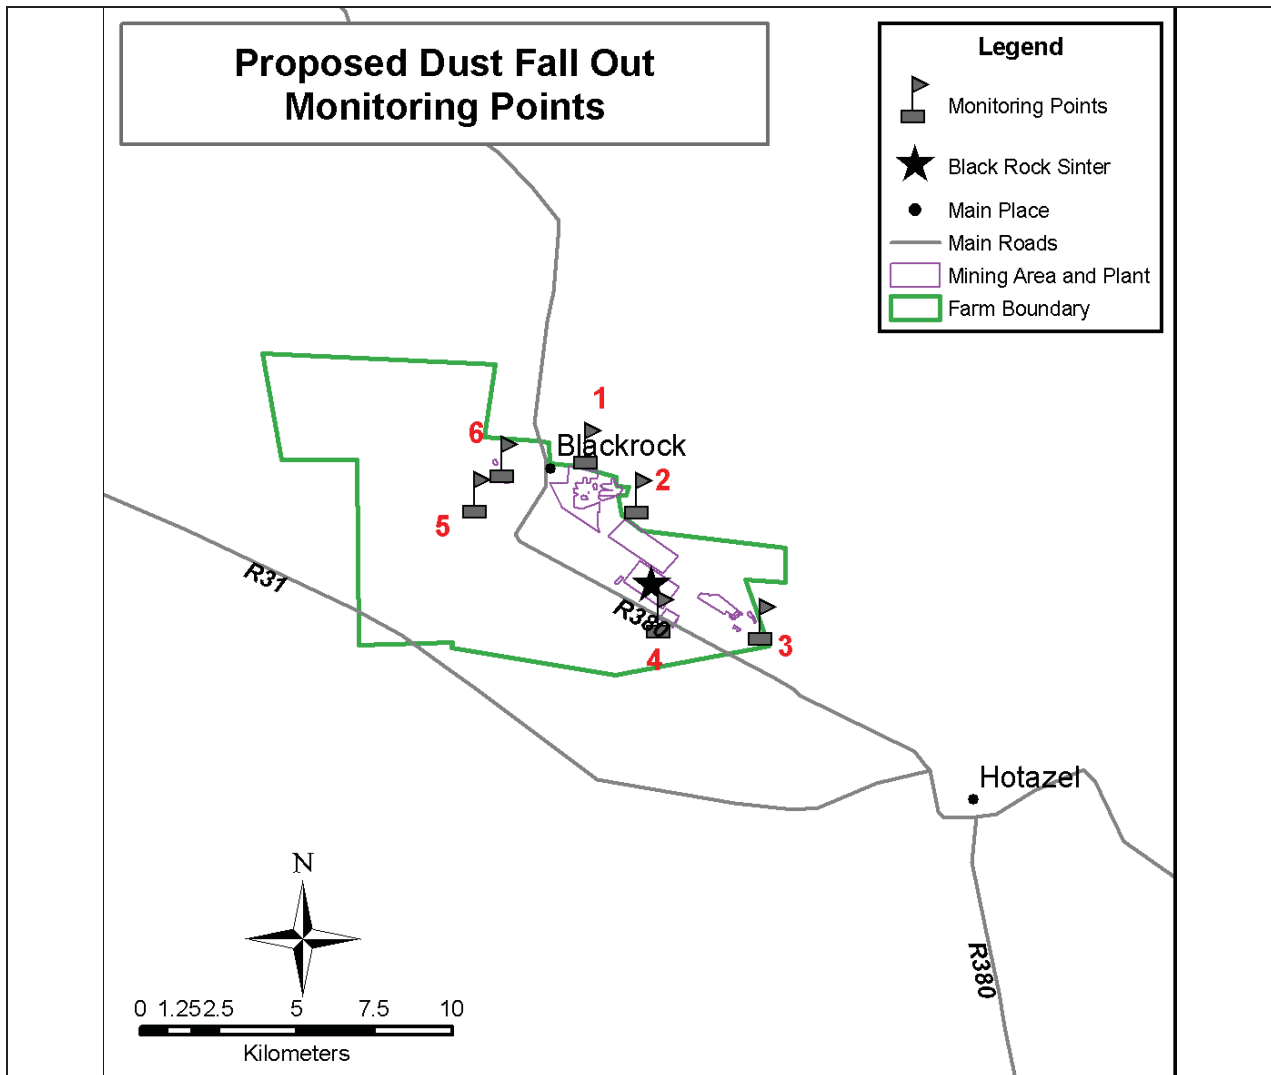 Proposed Dust Fall Out
Monitoring Points
Legend
Monitoring Points
Black Rock Sinter
Main Place
Main Roads
Mining Area and Plant
Farm Boundary
1
6
Blackrock
2
5
R31
R380
4
3
Hotazel
N
R380
0 1.25 2.5 5 7.5 10
Kilometers